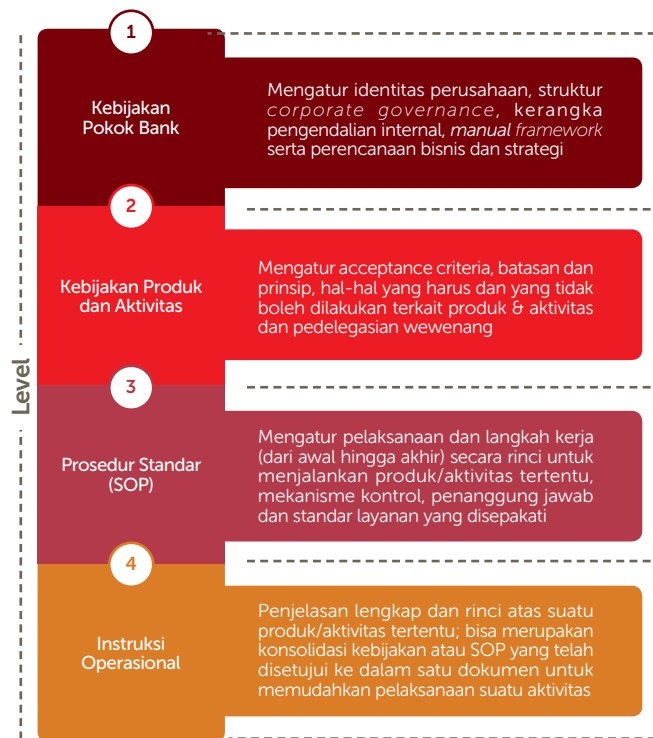 Level
1
Kebijakan
Pokok Bank
Mengatur identitas perusahaan, struktur
corporate governance, kerangka
pengendalian internal, manual framework
serta perencanaan bisnis dan strategi
2
Kebijakan Produk
dan Aktivitas
Mengatur acceptance criteria, batasan dan
prinsip, hal-hal yang harus dan yang tidak
boleh dilakukan terkait produk & aktivitas
dan pedelegasian wewenang
3
Prosedur Standar
(SOP)
Mengatur pelaksanaan dan langkah kerja
(dari awal hingga akhir) secara rinci untuk
menjalankan produk/aktivitas tertentu,
mekanisme kontrol, penanggung jawab
dan standar layanan yang disepakati
4
Instruksi
Operasional
Penjelasan lengkap dan rinci atas suatu
produk/aktivitas tertentu; bisa merupakan
konsolidasi kebijakan atau SOP yang telah
disetujui ke dalam satu dokumen untuk
memudahkan pelaksanaan suatu aktivitas